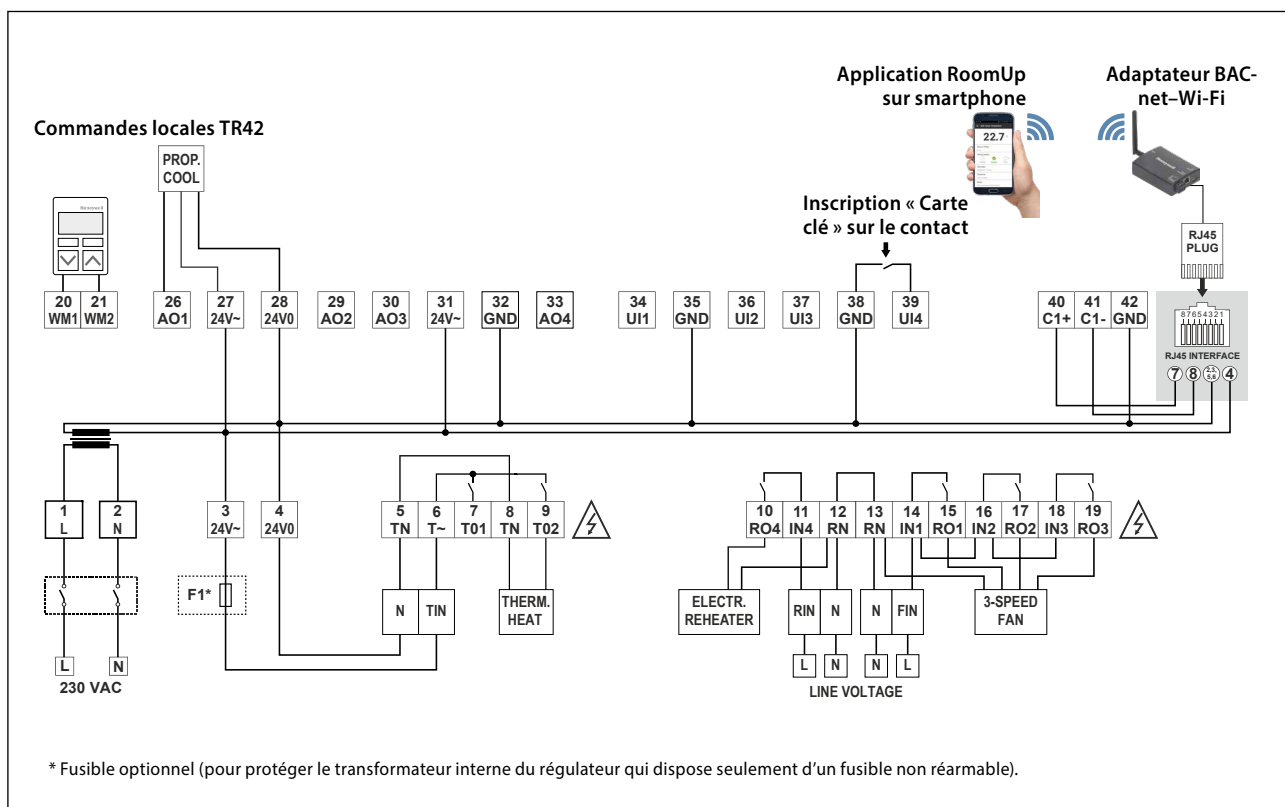 Application RoomUp
sur smartphone
Adaptateur BAC-
net–Wi-Fi
Commandes locales TR42
PROP.
COOL
22.7
Honeywell
Inscription « Carte
clé » sur le contact
RJ45
PLUG
20
WM1
21
WM2
26
AO1
27
24V~
28
24V0
29
AO2
30
AO3
31
24V~
32
GND
33
AO4
34
UI1
35
GND
36
UI2
37
UI3
38
GND
39
UI4
40
C1+
41
C1-
42
GND
87654321
RJ45 INTERFACE
7
8
2,3,
5,6
4
1
L
2
N
3
24V~
4
24V0
5
TN
6
T~
7
T01
8
TN
9
T02
10
RO4
11
IN4
12
RN
13
RN
14
IN1
15
RO1
16
IN2
17
RO2
18
IN3
19
RO3
F1*
N
TIN
THERM.
HEAT
ELECTR.
REHEATER
RIN
N
N
FIN
3-SPEED
FAN
L
N
230 VAC
L
N
N
L
LINE VOLTAGE
* Fusible optionnel (pour protéger le transformateur interne du régulateur qui dispose seulement d’un fusible non réarmable).